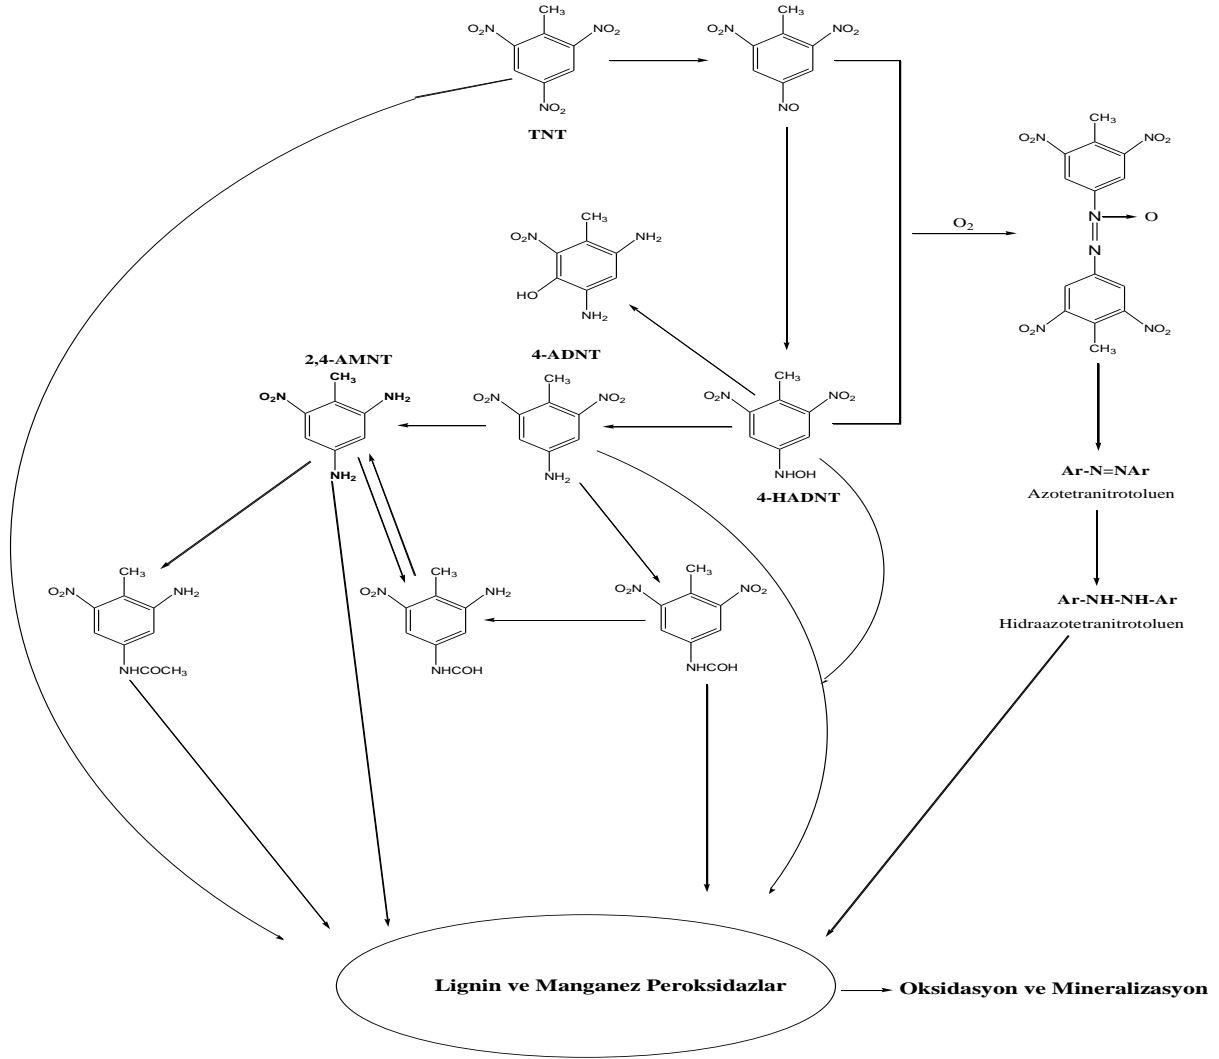 CH3
O2N
NO2
NO2
TNT
CH3
O2N
NO2
NO
CH3
O2N
NO2
N
O
N
O2N
NO2
CH3
O2
CH3
O2N
NH2
HO
NH2
2,4-AMNT
CH3
O2N
NH2
NH2
4-ADNT
CH3
O2N
NO2
NH2
CH3
O2N
NO2
NHOH
4-HADNT
Ar-N=NAr
Azotetranitrotoluen
Ar-NH-NH-Ar
Hidraazotetranitrotoluen
CH3
O2N
NH2
NHCOCH3
CH3
O2N
NH2
NHCOH
CH3
O2N
NO2
NHCOH
Lignin ve Manganez Peroksidazlar
Oksidasyon ve Mineralizasyon